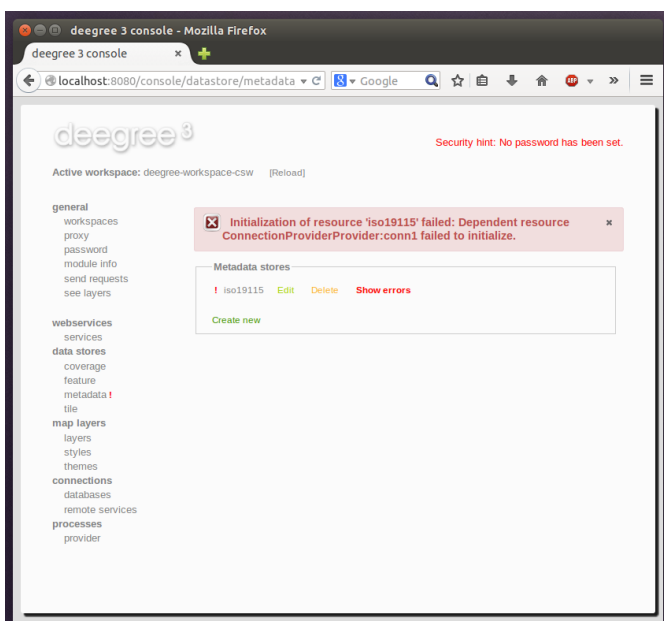 deegree 3 console - Mozilla Firefox
deegree 3 console
localhost:8080/console/datastore/metadata
Google
ABP
deegree 3
Security hint: No password has been set.
Active workspace: deegree-workspace-csw [Reload]
general
workspaces
proxy
password
module info
send requests
see layers
Initialization of resource 'iso19115' failed: Dependent resource
ConnectionProviderProvider:conn1 failed to initialize.
Metadata stores
! iso19115 Edit Delete Show errors
Create new
webservices
services
data stores
coverage
feature
metadata !
tile
map layers
layers
styles
themes
connections
databases
remote services
processes
provider